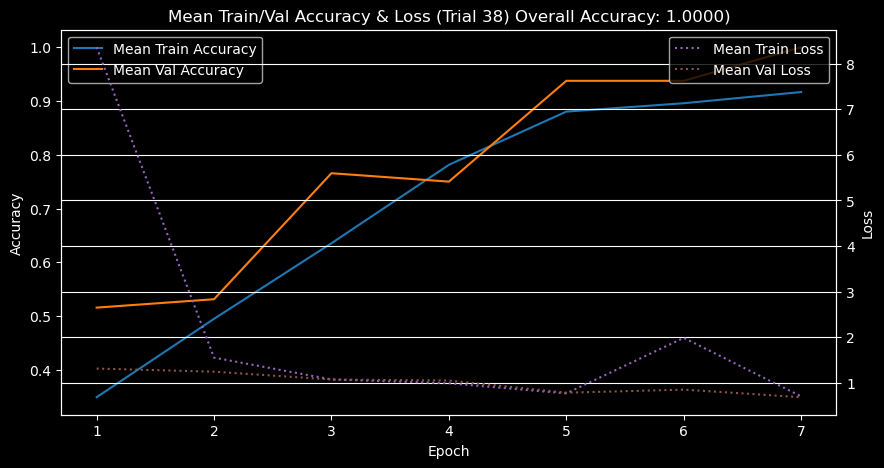 Mean Train/Val Accuracy & Loss (Trial 38) Overall Accuracy: 1.0000)
Mean Train Accuracy
Mean Val Accuracy
Mean Train Loss
Mean Val Loss
Accuracy
1.0
0.9
0.8
0.7
0.6
0.5
0.4
8
7
6
5
4
3
2
1
Loss
1 2 3 4 5 6 7
Epoch